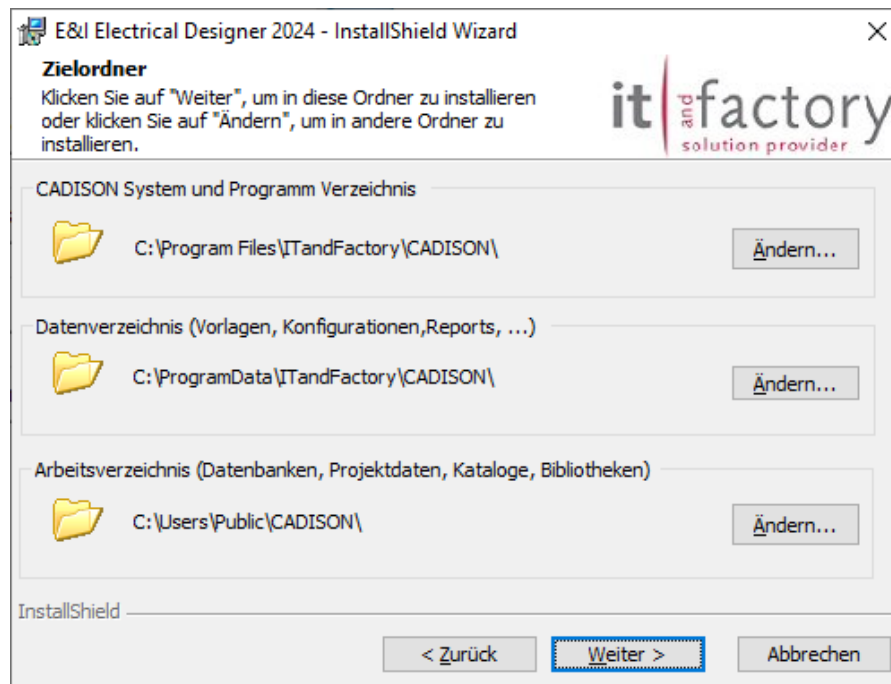 E&I Electrical Designer 2024 - InstallShield Wizard
Zielordner
Klicken Sie auf "Weiter", um in diese Ordner zu installieren
oder klicken Sie auf "Ändern", um in andere Ordner zu
installieren.
it and factory
solution provider
CADISON System und Programm Verzeichnis
C:\Program Files\ITandFactory\CADISON\
Ändern...
Datenverzeichnis (Vorlagen, Konfigurationen,Reports, ...)
C:\ProgramData\ITandFactory\CADISON\
Ändern...
Arbeitsverzeichnis (Datenbanken, Projektdaten, Kataloge, Bibliotheken)
C:\Users\Public\CADISON\
Ändern...
InstallShield
< Zurück
Weiter >
Abbrechen